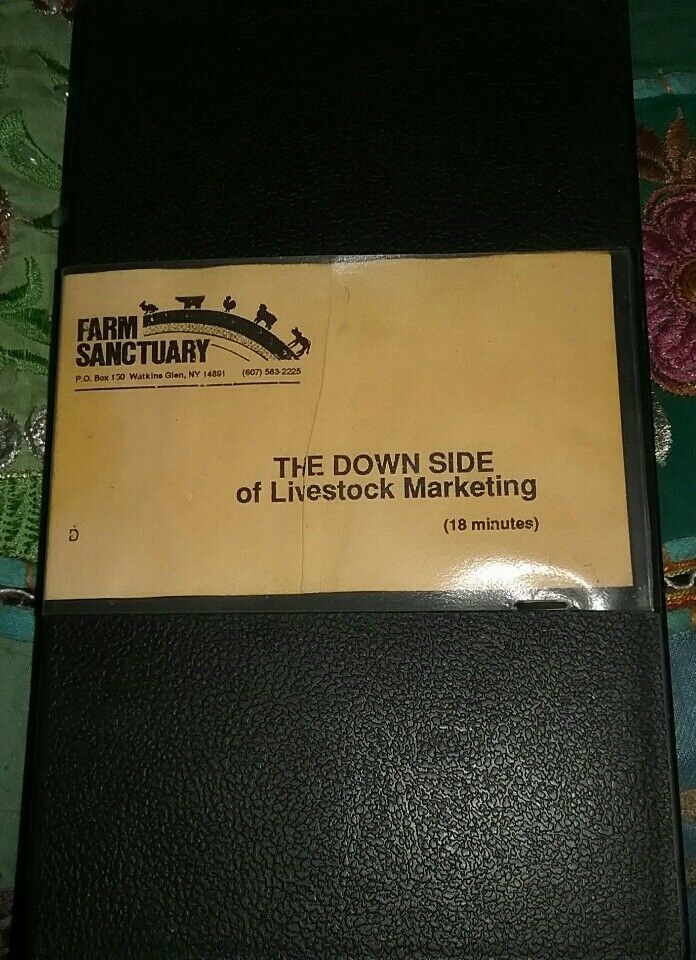 FARM
SANCTUARY
P.O. Box 150 Watkins Glen, NY 14891 (607) 583-2225
THE DOWN SIDE
of Livestock Marketing
(18 minutes)
D